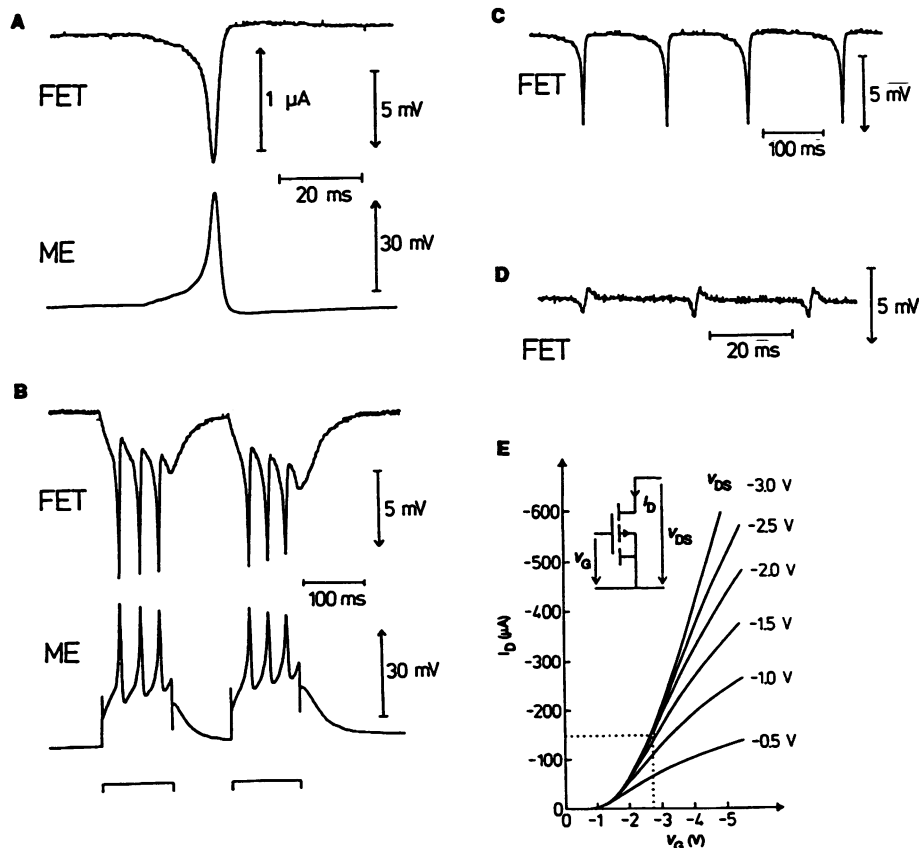 A
FET
1 μA
5 mV
20 ms
ME
30 mV
B
FET
5 mV
100 ms
ME
30 mV
C
FET
5 mV
100 ms
D
FET
5 mV
20 ms
E
V_DS
-3.0 V
-2.5 V
-2.0 V
-1.5 V
-1.0 V
-0.5 V
I_D
V_DS
V_G
I_D (μA)
-600
-500
-400
-300
-200
-100
0
0 -1 -2 -3 -4 -5
V_G (V)